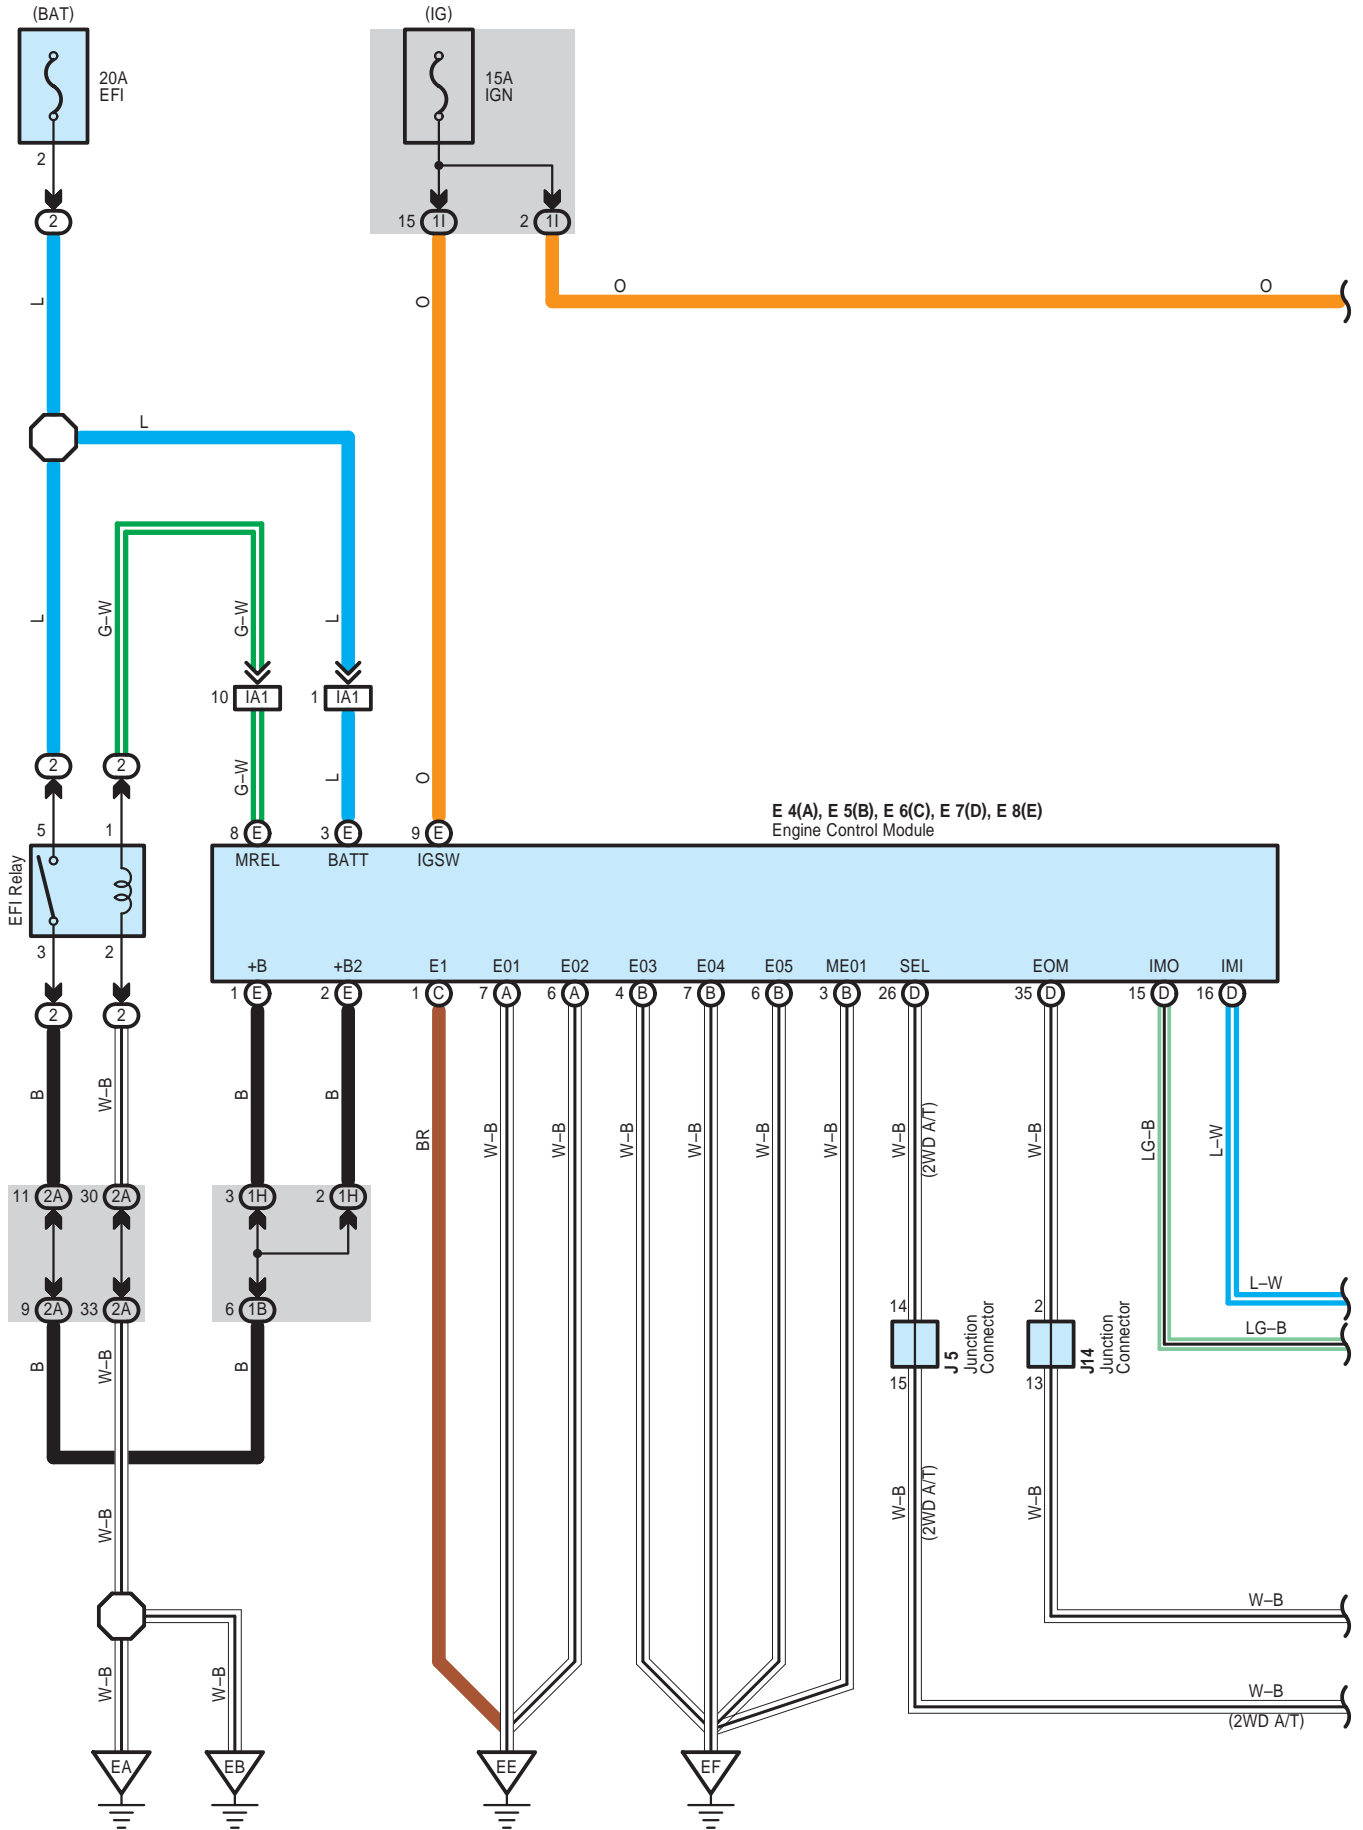 (BAT)
(IG)
20A
EFI
15A
IGN
2
2
15
1I
2
1I
L
O
O
O
L
L
G–W
G–W
L
10
IA1
1
IA1
2
2
G–W
L
O
5
1
8
E
3
E
9
E
E 4(A), E 5(B), E 6(C), E 7(D), E 8(E)
Engine Control Module
MREL
BATT
IGSW
EFI Relay
3
2
+B
+B2
E1
E01
E02
E03
E04
E05
ME01
SEL
EOM
IMO
IMI
1
E
2
E
1
C
7
A
6
A
4
B
7
B
6
B
3
B
26
D
35
D
15
D
16
D
2
2
B
W–B
B
B
BR
W–B
W–B
W–B
W–B
W–B
W–B
W–B
(2WD A/T)
W–B
LG–B
L–W
11
2A
30
2A
3
1H
2
1H
9
2A
33
2A
6
1B
L–W
LG–B
14
J 5
Junction
Connector
15
2
J14
Junction
Connector
13
B
W–B
B
W–B
W–B
(2WD A/T)
W–B
W–B
W–B
W–B
W–B
(2WD A/T)
EA
EB
EE
EF